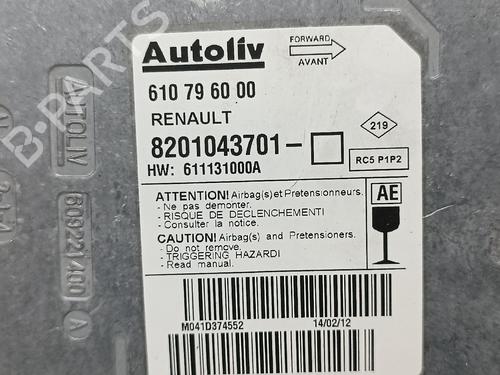 Autoliv
FORWARD
AVANT
610 79 60 00
RENAULT
8201043701-
HW: 611131000A
219
RC5 P1P2
ATTENTION! Airbag(s)et Pretensionneurs.
- Ne pas démonter.
- RISQUE DE DECLENCHEMENTI
- Consulter la notice.
CAUTION! Airbag(s) and Pretensioners.
- Do not remove.
- TRIGGERING HAZARDI
- Read manual.
AE
M041D374552
14/02/12
AUTOLIV
609221400
A
B-PARTS